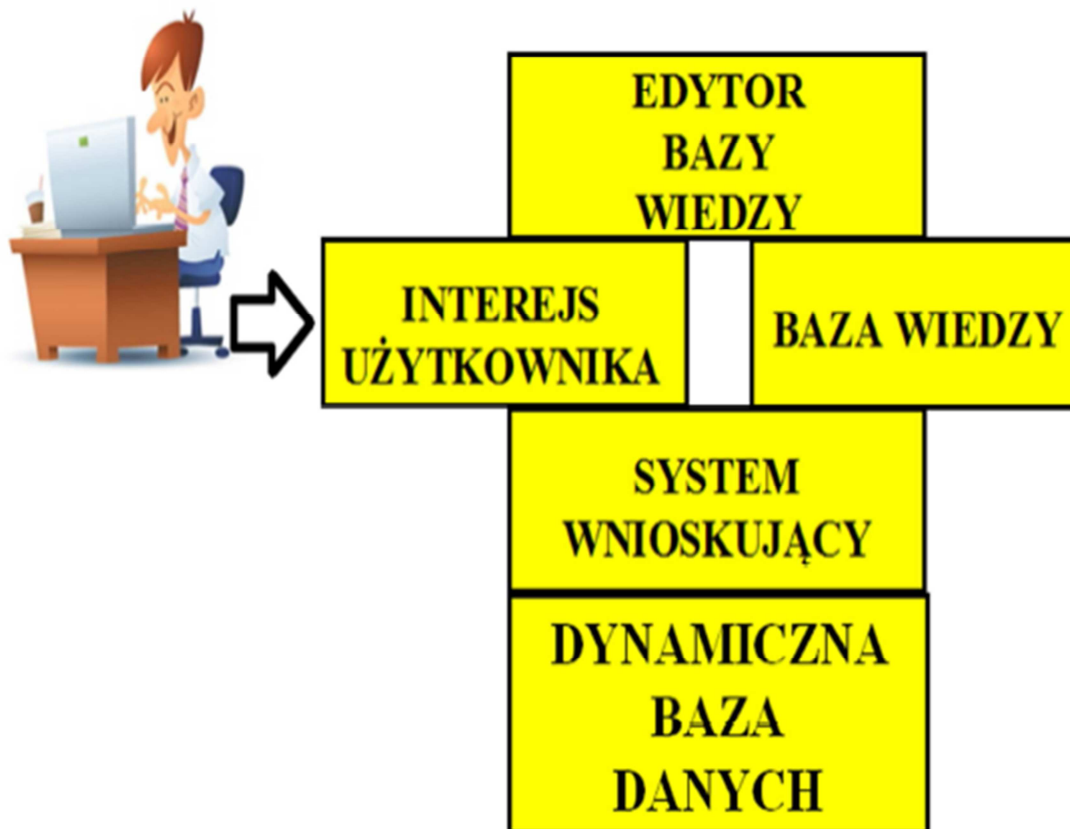 EDYTOR
BAZY
WIEDZY
INTEREJS
UŻYTKOWNIKA
BAZA WIEDZY
SYSTEM
WNIOSKUJĄCY
DYNAMICZNA
BAZA
DANYCH